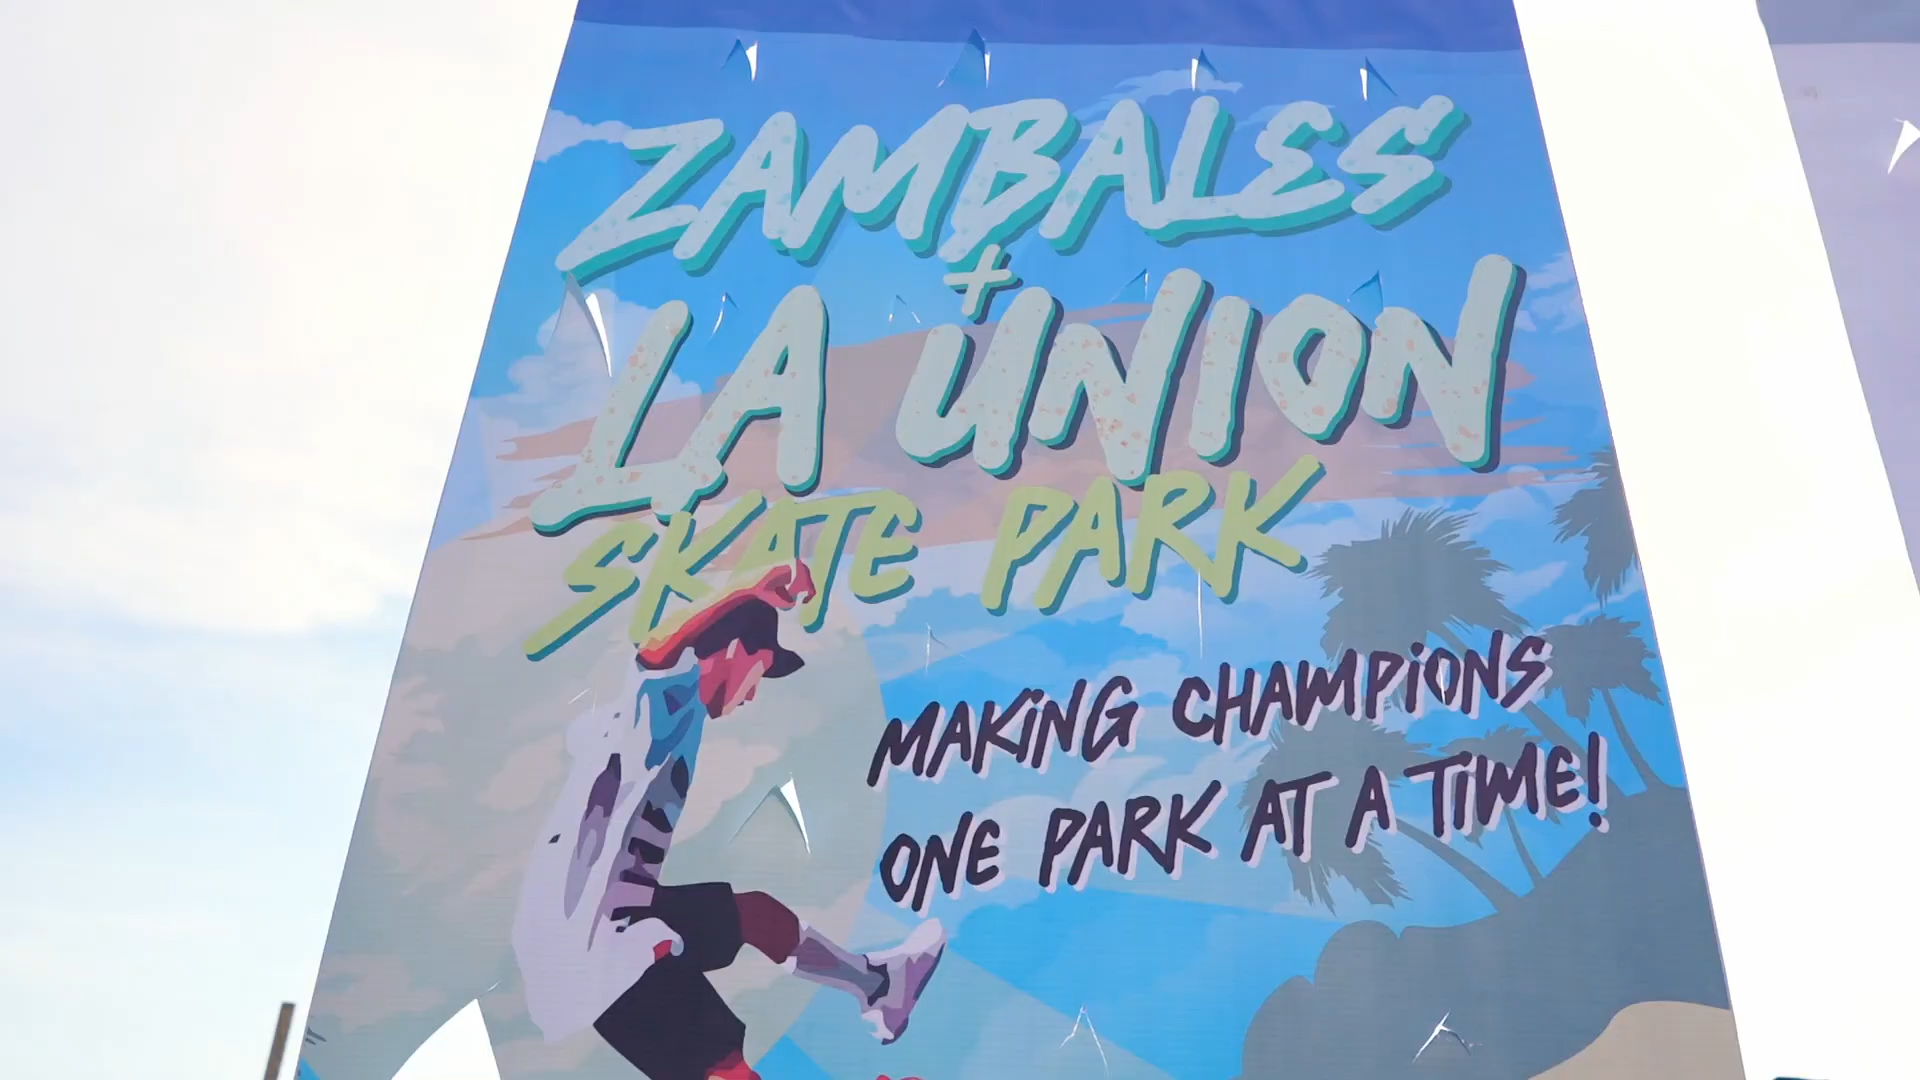 ZAMBALES
+
LA UNION
SKATE PARK
MAKING CHAMPIONS
ONE PARK AT A TIME!